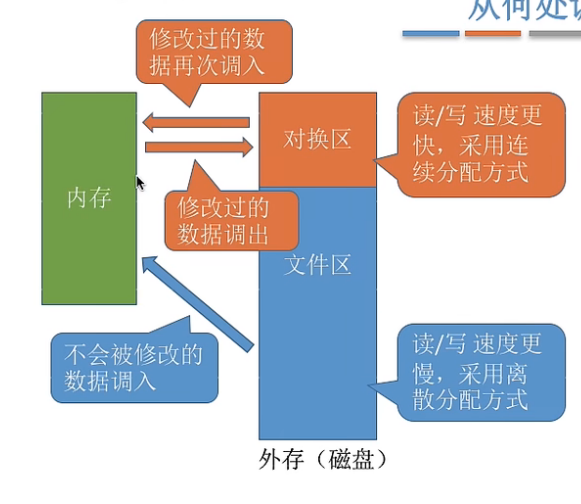 从何处
修改过的数
据再次调入
读/写 速度更
快，采用连
续分配方式
对换区
内存
修改过的
数据调出
文件区
不会被修改的
数据调入
读/写 速度更
慢，采用离
散分配方式
外存（磁盘）